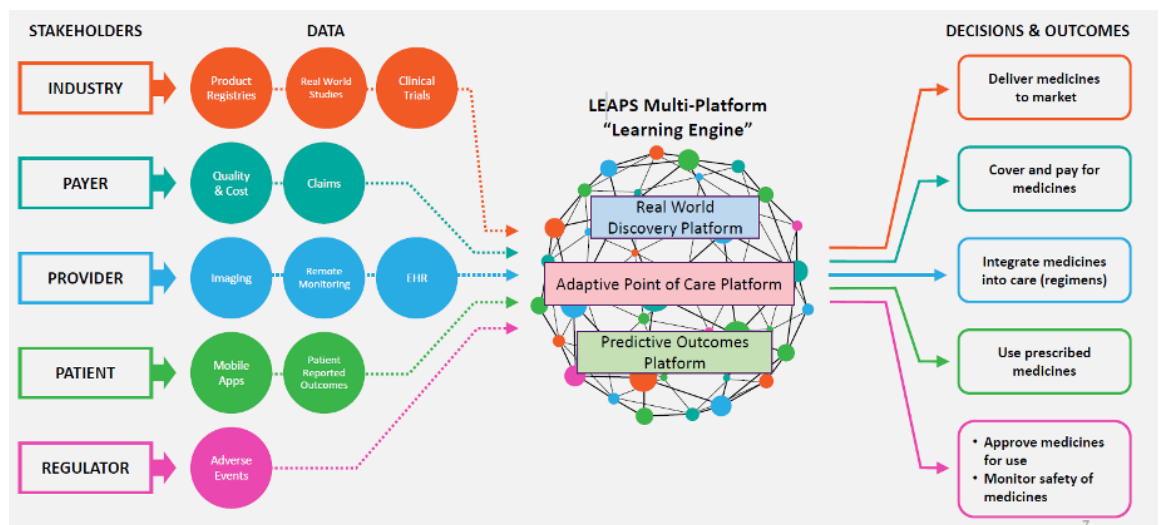 STAKEHOLDERS
DATA
DECISIONS & OUTCOMES
INDUSTRY
Product
Registries
Real World
Studies
Clinical
Trials
PAYER
Quality
& Cost
Claims
PROVIDER
Imaging
Remote
Monitoring
EHR
PATIENT
Mobile
Apps
Patient
Reported
Outcomes
REGULATOR
Adverse
Events
LEAPS Multi-Platform
“Learning Engine”
Real World
Discovery Platform
Adaptive Point of Care Platform
Predictive Outcomes
Platform
Deliver medicines
to market
Cover and pay for
medicines
Integrate medicines
into care (regimens)
Use prescribed
medicines
• Approve medicines
for use
• Monitor safety of
medicines